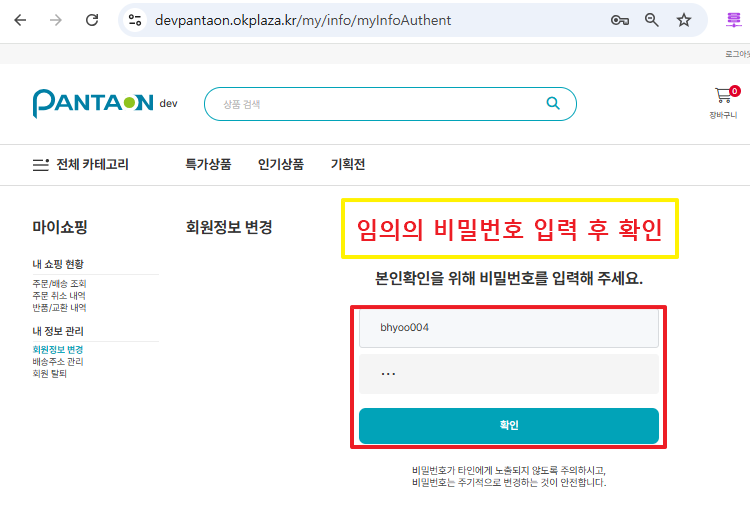 devpantaon.okplaza.kr/my/info/myInfoAuthent
로그아웃
PANTAON dev
상품 검색
0
장바구니
전체 카테고리 특가상품 인기상품 기획전
마이쇼핑
회원정보 변경
임의의 비밀번호 입력 후 확인
내 쇼핑 현황
주문/배송 조회
주문 취소 내역
반품/교환 내역
내 정보 관리
회원정보 변경
배송주소 관리
회원 탈퇴
본인확인을 위해 비밀번호를 입력해 주세요.
bhyoo004
···
확인
비밀번호가 타인에게 노출되지 않도록 주의하시고,
비밀번호는 주기적으로 변경하는 것이 안전합니다.